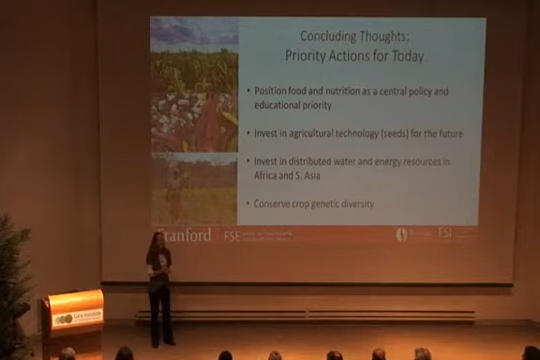 Concluding Thoughts:
Priority Actions for Today
• Position food and nutrition as a central policy and
educational priority
• Invest in agricultural technology (seeds) for the future
• Invest in distributed water and energy resources in
Africa and S. Asia
• Conserve crop genetic diversity
Stanford FSE FSI
Cary Institute